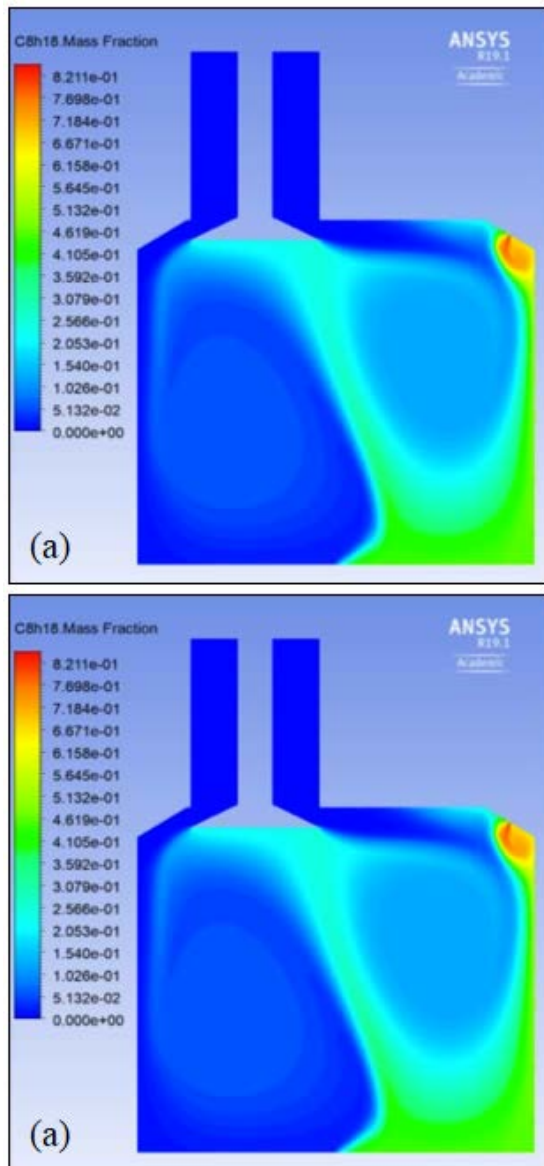 C8h18.Mass Fraction
ANSYS
R19.1
Academic
8.211e-01
7.698e-01
7.184e-01
6.671e-01
6.158e-01
5.645e-01
5.132e-01
4.619e-01
4.105e-01
3.592e-01
3.079e-01
2.566e-01
2.053e-01
1.540e-01
1.026e-01
5.132e-02
0.000e+00
(a)
C8h18.Mass Fraction
ANSYS
R19.1
Academic
8.211e-01
7.698e-01
7.184e-01
6.671e-01
6.158e-01
5.645e-01
5.132e-01
4.619e-01
4.105e-01
3.592e-01
3.079e-01
2.566e-01
2.053e-01
1.540e-01
1.026e-01
5.132e-02
0.000e+00
(a)